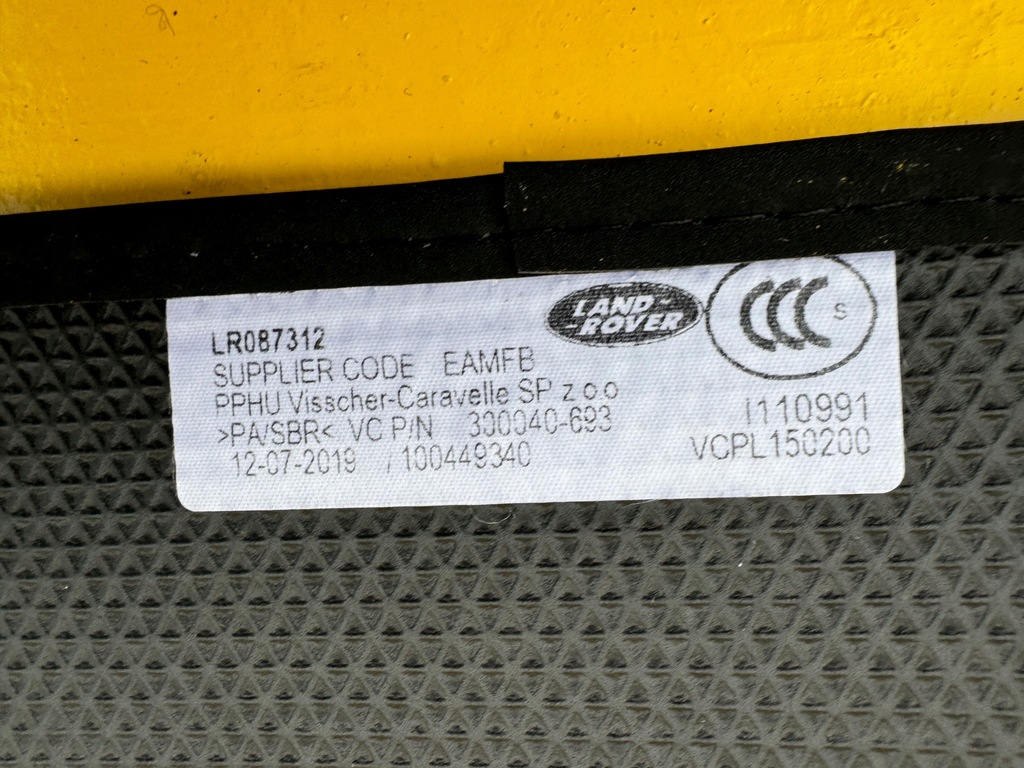 LAND-
-ROVER
CCC S
LR087312
SUPPLIER CODE EAMFB
PPHU Visscher-Caravelle SP z o o
>PA/SBR< VC P/N 300040-693
I110991
12-07-2019 / 100449340
VCPL150200